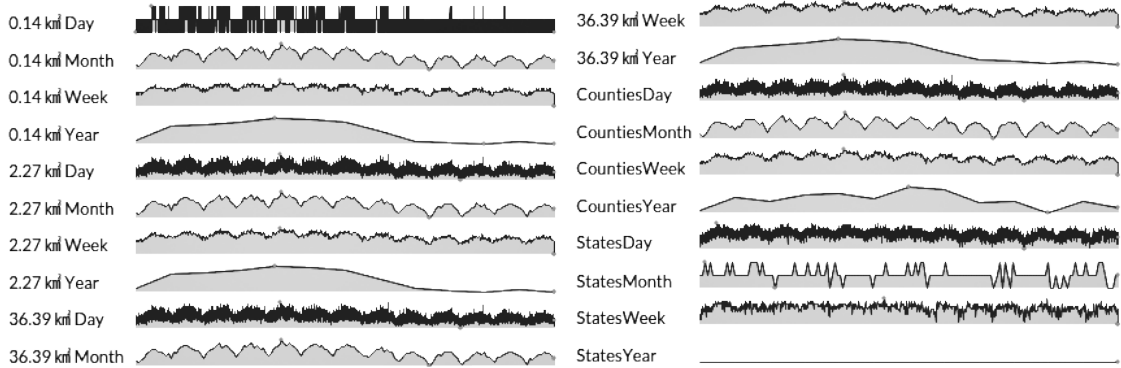 0.14 km² Day
0.14 km² Month
0.14 km² Week
0.14 km² Year
2.27 km² Day
2.27 km² Month
2.27 km² Week
2.27 km² Year
36.39 km² Day
36.39 km² Month
36.39 km² Week
36.39 km² Year
CountiesDay
CountiesMonth
CountiesWeek
CountiesYear
StatesDay
StatesMonth
StatesWeek
StatesYear